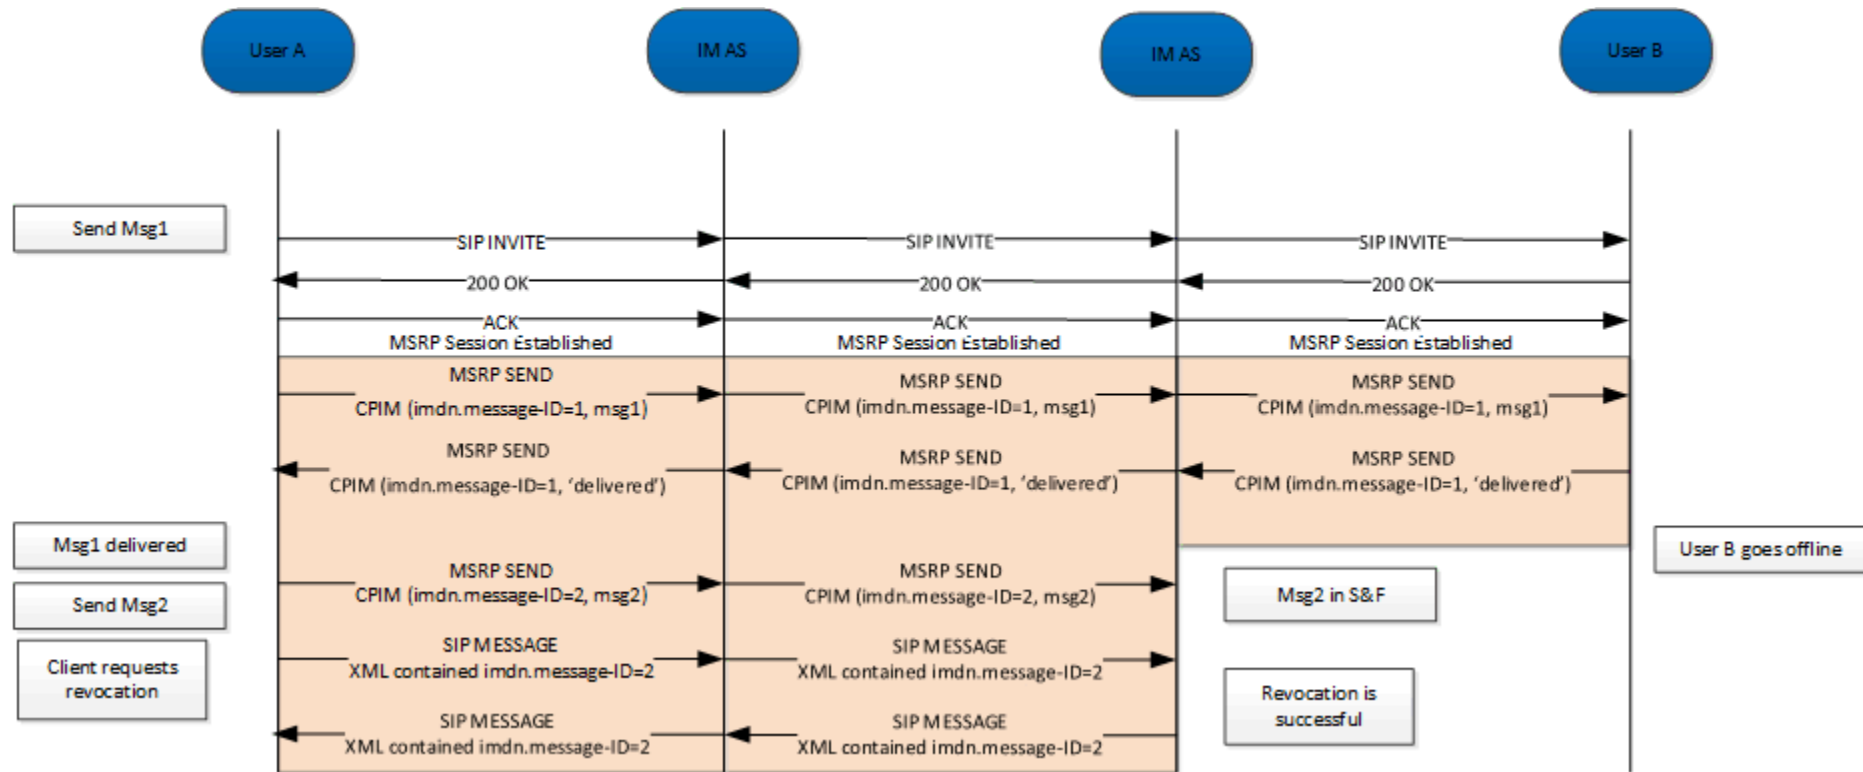 User A
IM AS
IM AS
User B
Send Msg1
SIP INVITE
SIP INVITE
SIP INVITE
200 OK
200 OK
200 OK
ACK
ACK
ACK
MSRP Session Established
MSRP Session Established
MSRP Session Established
MSRP SEND
CPIM (imdn.message-ID=1, msg1)
MSRP SEND
CPIM (imdn.message-ID=1, msg1)
MSRP SEND
CPIM (imdn.message-ID=1, msg1)
MSRP SEND
CPIM (imdn.message-ID=1, ‘delivered’)
MSRP SEND
CPIM (imdn.message-ID=1, ‘delivered’)
MSRP SEND
CPIM (imdn.message-ID=1, ‘delivered’)
Msg1 delivered
User B goes offline
Send Msg2
MSRP SEND
CPIM (imdn.message-ID=2, msg2)
MSRP SEND
CPIM (imdn.message-ID=2, msg2)
Msg2 in S&F
Client requests
revocation
SIP MESSAGE
XML contained imdn.message-ID=2
SIP MESSAGE
XML contained imdn.message-ID=2
Revocation is
successful
SIP MESSAGE
XML contained imdn.message-ID=2
SIP MESSAGE
XML contained imdn.message-ID=2